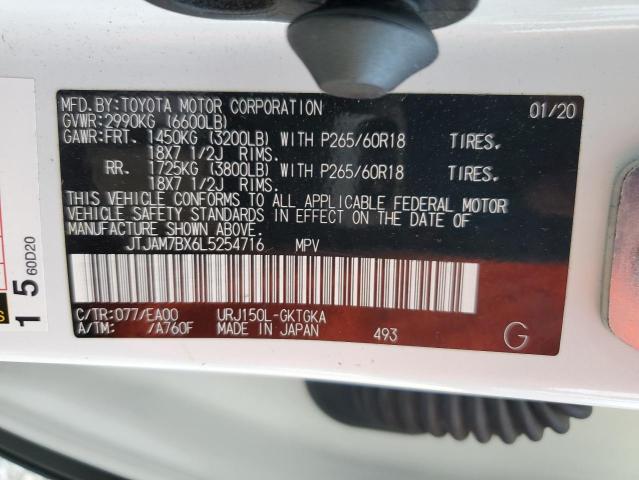 MFD.BY:TOYOTA MOTOR CORPORATION 01/20
GVWR:2990KG (6600LB)
GAWR:FRT. 1450KG (3200LB) WITH P265/60R18 TIRES.
18X7 1/2J RIMS.
RR. 1725KG (3800LB) WITH P265/60R18 TIRES.
18X7 1/2J RIMS.
THIS VEHICLE CONFORMS TO ALL APPLICABLE FEDERAL MOTOR
VEHICLE SAFETY STANDARDS IN EFFECT ON THE DATE OF
MANUFACTURE SHOWN ABOVE.
JTJAM7BX6L5254716 MPV
C/TR:077/EA00 URJ150L-GKTGKA
A/TM: /A760F MADE IN JAPAN 493 G
1 5 60D20